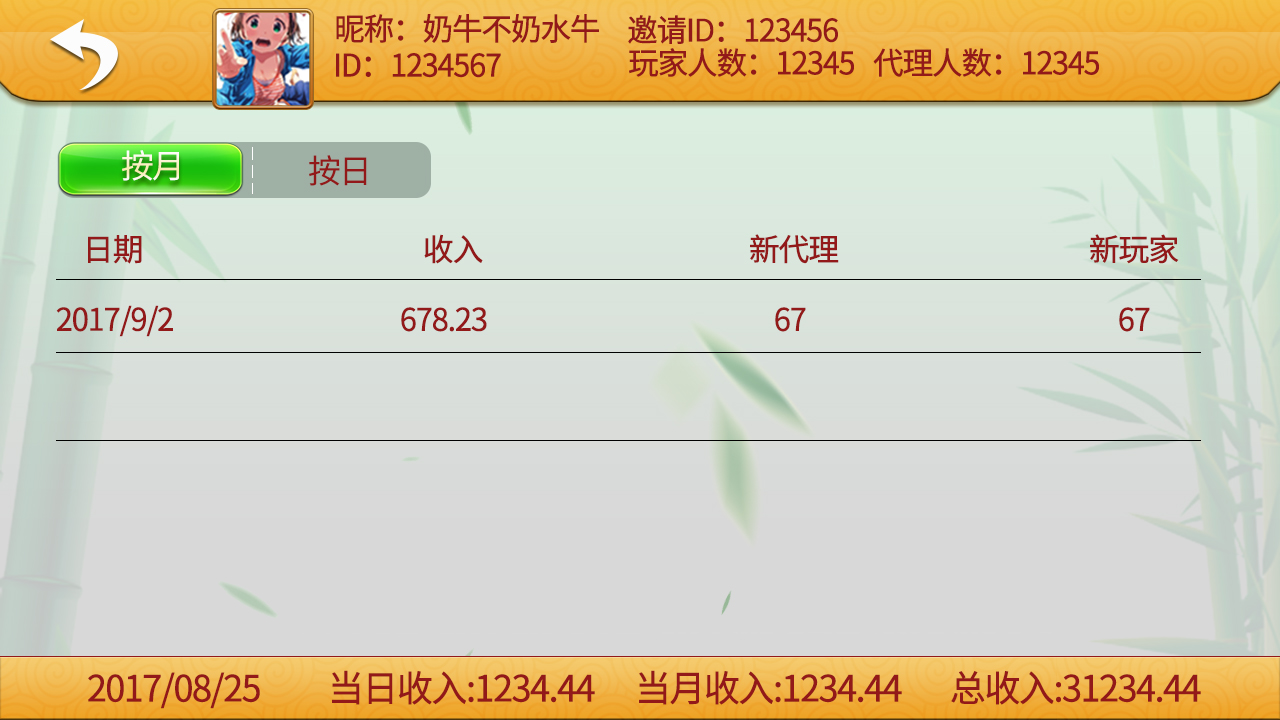 昵称：奶牛不奶水牛
ID：1234567
邀请ID：123456
玩家人数：12345 代理人数：12345
按月 按日
日期 收入 新代理 新玩家
2017/9/2 678.23 67 67
2017/08/25 当日收入:1234.44 当月收入:1234.44 总收入:31234.44